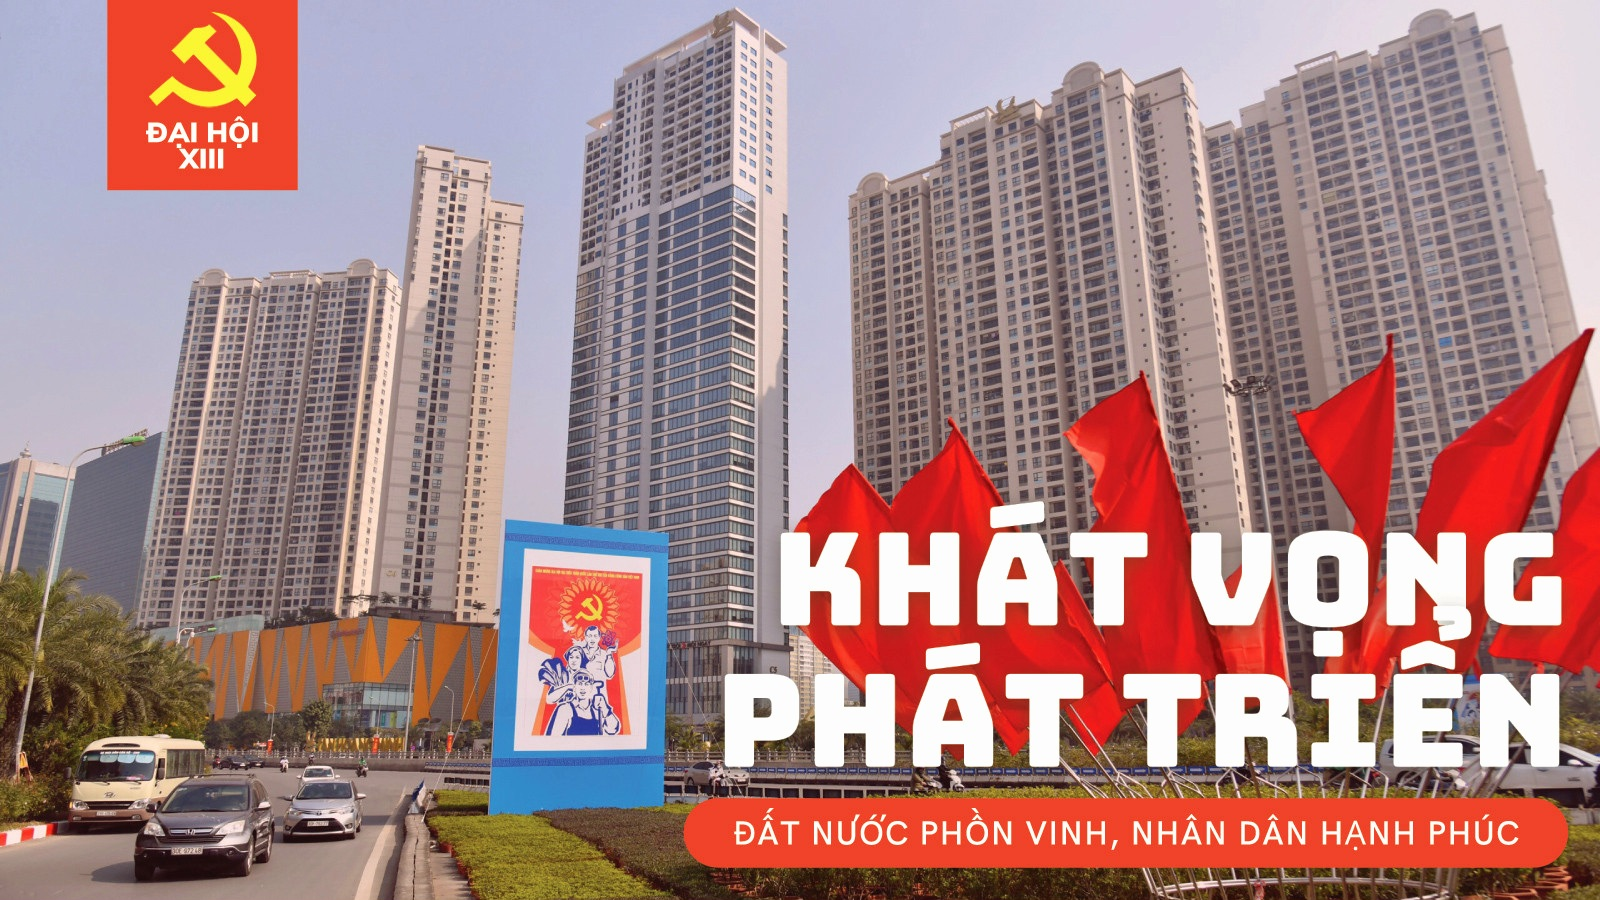 ĐẠI HỘI
XIII
KHÁT VỌNG
PHÁT TRIỂN
ĐẤT NƯỚC PHỒN VINH, NHÂN DÂN HẠNH PHÚC